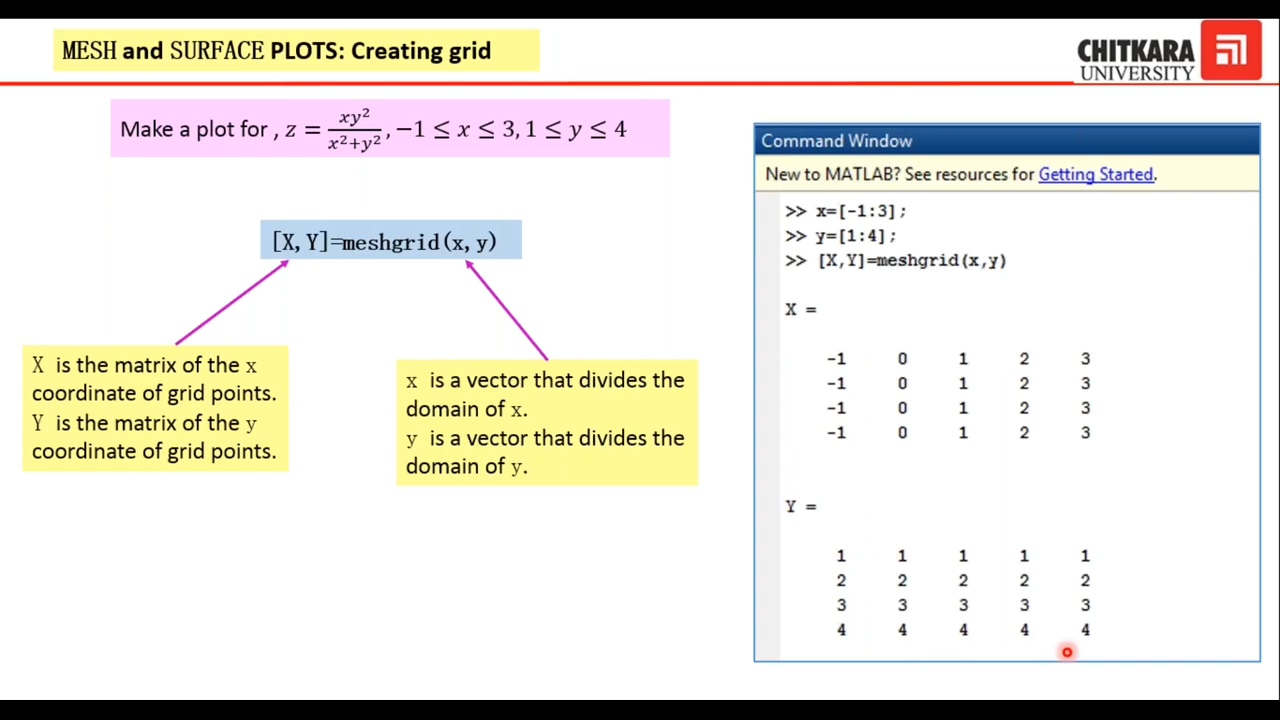 MESH and SURFACE PLOTS: Creating grid
CHITKARA
UNIVERSITY
Make a plot for , z = xy²/x²+y² , −1 ≤ x ≤ 3, 1 ≤ y ≤ 4
[X,Y]=meshgrid(x,y)
X is the matrix of the x
coordinate of grid points.
Y is the matrix of the y
coordinate of grid points.
x is a vector that divides the
domain of x.
y is a vector that divides the
domain of y.
Command Window
New to MATLAB? See resources for Getting Started.
>> x=[-1:3];
>> y=[1:4];
>> [X,Y]=meshgrid(x,y)
X =
-1 0 1 2 3
-1 0 1 2 3
-1 0 1 2 3
-1 0 1 2 3
Y =
1 1 1 1 1
2 2 2 2 2
3 3 3 3 3
4 4 4 4 4